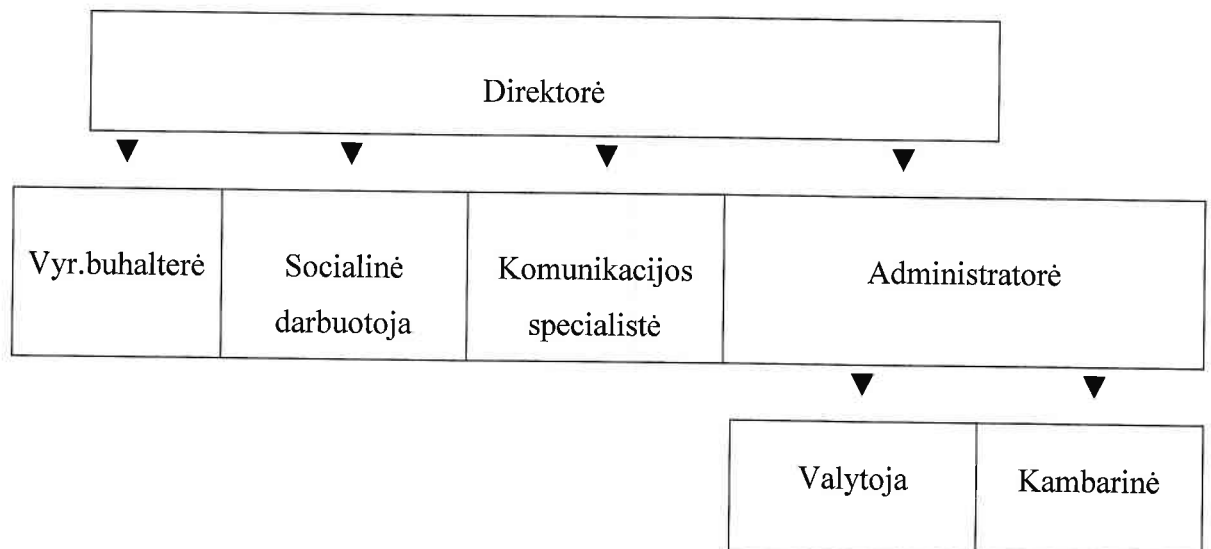 Direktorė
Vyr.buhalterė
Socialinė
darbuotoja
Komunikacijos
specialistė
Administratorė
Valytoja
Kambarinė